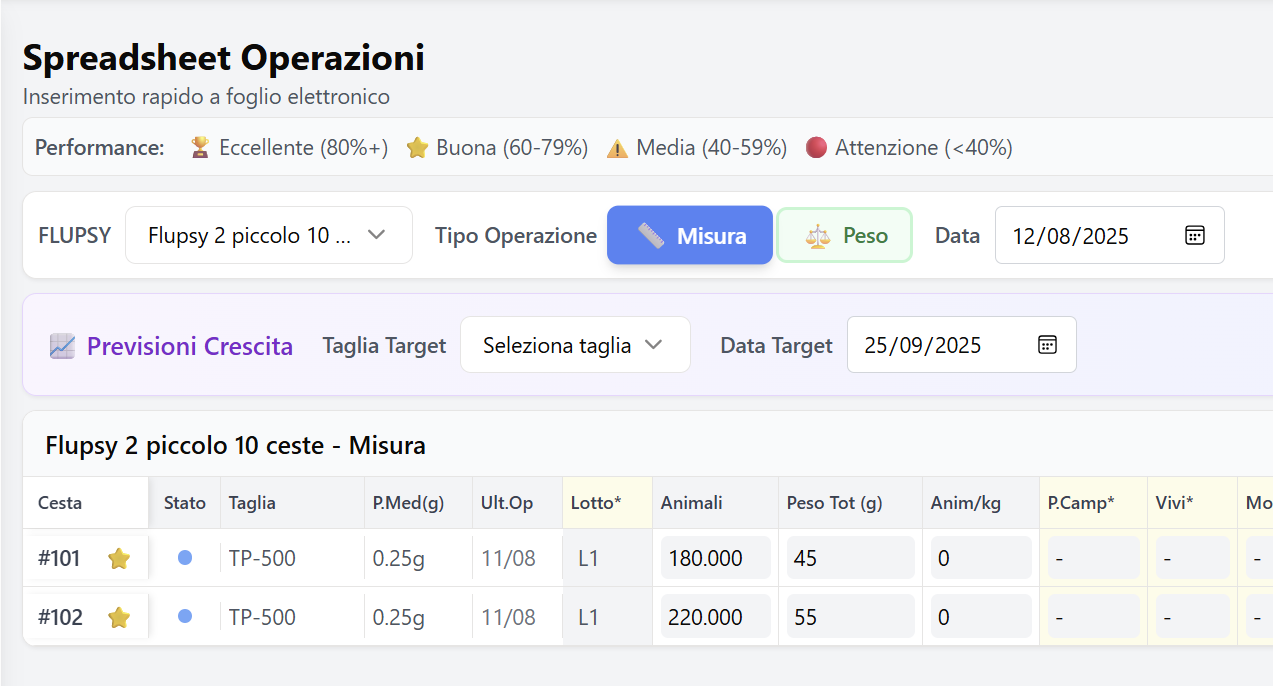 Spreadsheet Operazioni
Inserimento rapido a foglio elettronico
Performance: Eccellente (80%+) Buona (60-79%) Media (40-59%) Attenzione (<40%)
FLUPSY Flupsy 2 piccolo 10 ... Tipo Operazione Misura Peso Data 12/08/2025
Previsioni Crescita Taglia Target Seleziona taglia Data Target 25/09/2025
Flupsy 2 piccolo 10 ceste - Misura
Cesta Stato Taglia P.Med(g) Ult.Op Lotto* Animali Peso Tot (g) Anim/kg P.Camp* Vivi* Mo
#101 TP-500 0.25g 11/08 L1 180.000 45 0 - - -
#102 TP-500 0.25g 11/08 L1 220.000 55 0 - - -